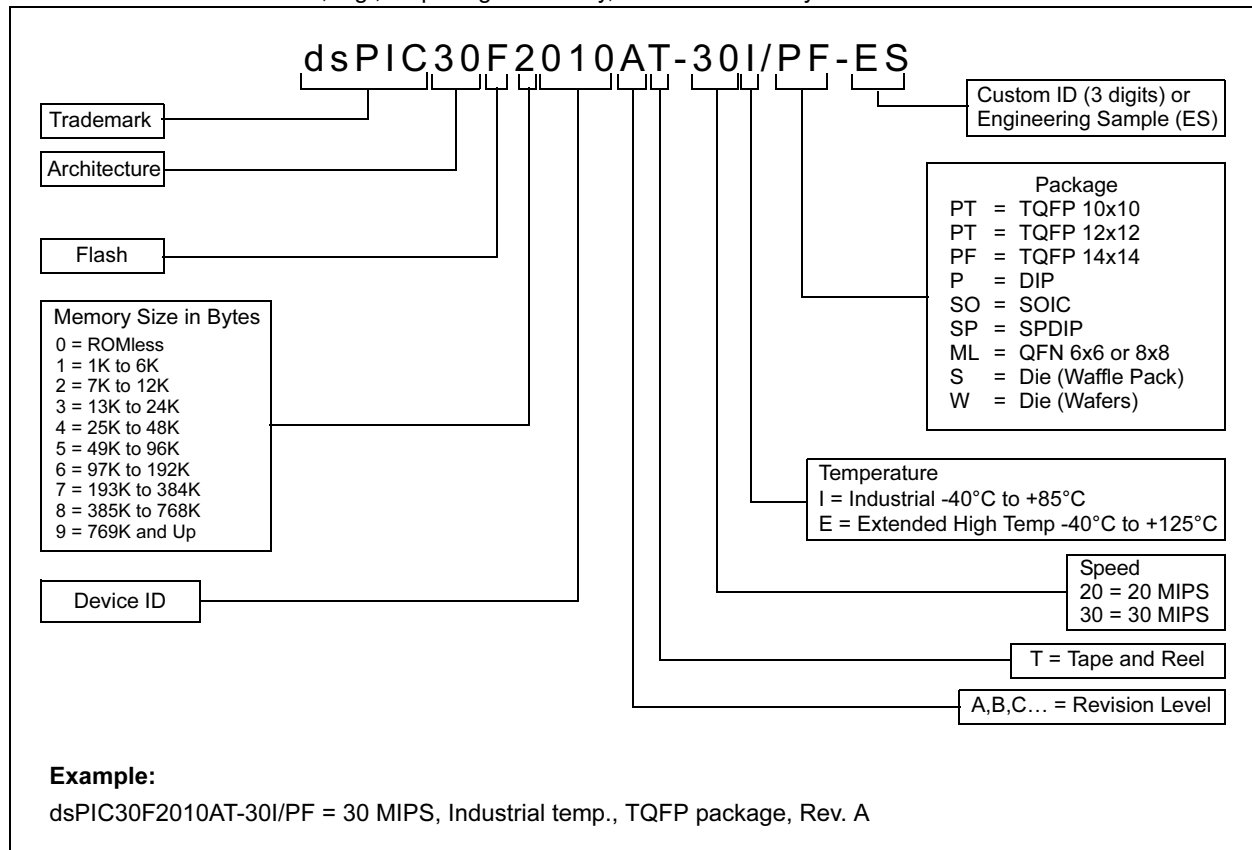 dsPIC30F2010AT-30I/PF-ES
Trademark
Architecture
Flash
Memory Size in Bytes
0 = ROMless
1 = 1K to 6K
2 = 7K to 12K
3 = 13K to 24K
4 = 25K to 48K
5 = 49K to 96K
6 = 97K to 192K
7 = 193K to 384K
8 = 385K to 768K
9 = 769K and Up
Device ID
Custom ID (3 digits) or
Engineering Sample (ES)
Package
PT = TQFP 10x10
PT = TQFP 12x12
PF = TQFP 14x14
P = DIP
SO = SOIC
SP = SPDIP
ML = QFN 6x6 or 8x8
S = Die (Waffle Pack)
W = Die (Wafers)
Temperature
I = Industrial -40°C to +85°C
E = Extended High Temp -40°C to +125°C
Speed
20 = 20 MIPS
30 = 30 MIPS
T = Tape and Reel
A,B,C… = Revision Level
Example:
dsPIC30F2010AT-30I/PF = 30 MIPS, Industrial temp., TQFP package, Rev. A